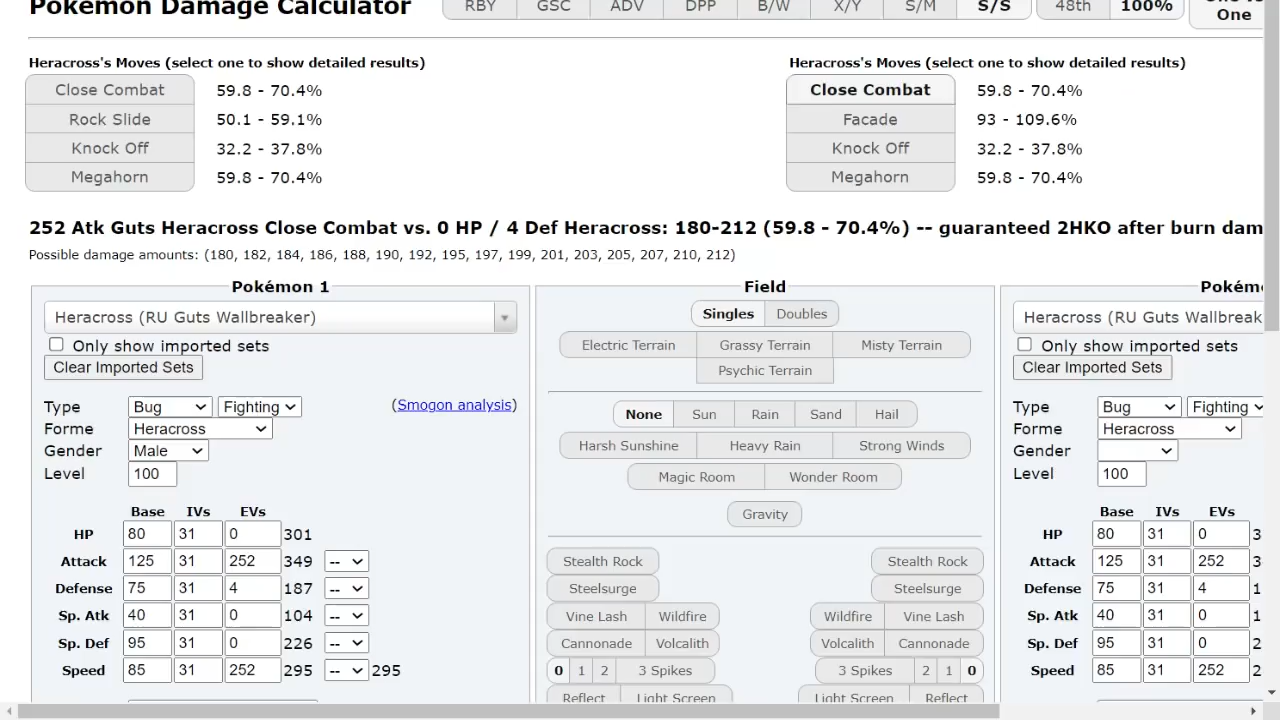 Pokémon Damage Calculator RBY GSC ADV DPP B/W X/Y S/M S/S 48th 100%
One
Heracross's Moves (select one to show detailed results) Heracross's Moves (select one to show detailed results)
Close Combat 59.8 - 70.4% Close Combat 59.8 - 70.4%
Rock Slide 50.1 - 59.1% Facade 93 - 109.6%
Knock Off 32.2 - 37.8% Knock Off 32.2 - 37.8%
Megahorn 59.8 - 70.4% Megahorn 59.8 - 70.4%
252 Atk Guts Heracross Close Combat vs. 0 HP / 4 Def Heracross: 180-212 (59.8 - 70.4%) -- guaranteed 2HKO after burn dam
Possible damage amounts: (180, 182, 184, 186, 188, 190, 192, 195, 197, 199, 201, 203, 205, 207, 210, 212)
Pokémon 1 Field Pokém
Heracross (RU Guts Wallbreaker) Singles Doubles Heracross (RU Guts Wallbreak
Only show imported sets Electric Terrain Grassy Terrain Misty Terrain Only show imported sets
Clear Imported Sets Psychic Terrain Clear Imported Sets
Type Bug Fighting (Smogon analysis) None Sun Rain Sand Hail Type Bug Fighting
Forme Heracross Harsh Sunshine Heavy Rain Strong Winds Forme Heracross
Gender Male Gender
Level 100 Magic Room Wonder Room Level 100
Base IVs EVs Gravity Base IVs EVs
HP 80 31 0 301 HP 80 31 0 3
Attack 125 31 252 349 -- Stealth Rock Stealth Rock Attack 125 31 252 3
Defense 75 31 4 187 -- Steelsurge Steelsurge Defense 75 31 4 1
Sp. Atk 40 31 0 104 -- Vine Lash Wildfire Wildfire Vine Lash Sp. Atk 40 31 0 1
Sp. Def 95 31 0 226 -- Cannonade Volcalith Volcalith Cannonade Sp. Def 95 31 0 2
Speed 85 31 252 295 -- 295 0 1 2 3 Spikes 3 Spikes 2 1 0 Speed 85 31 252 2
Reflect Light Screen Light Screen Reflect